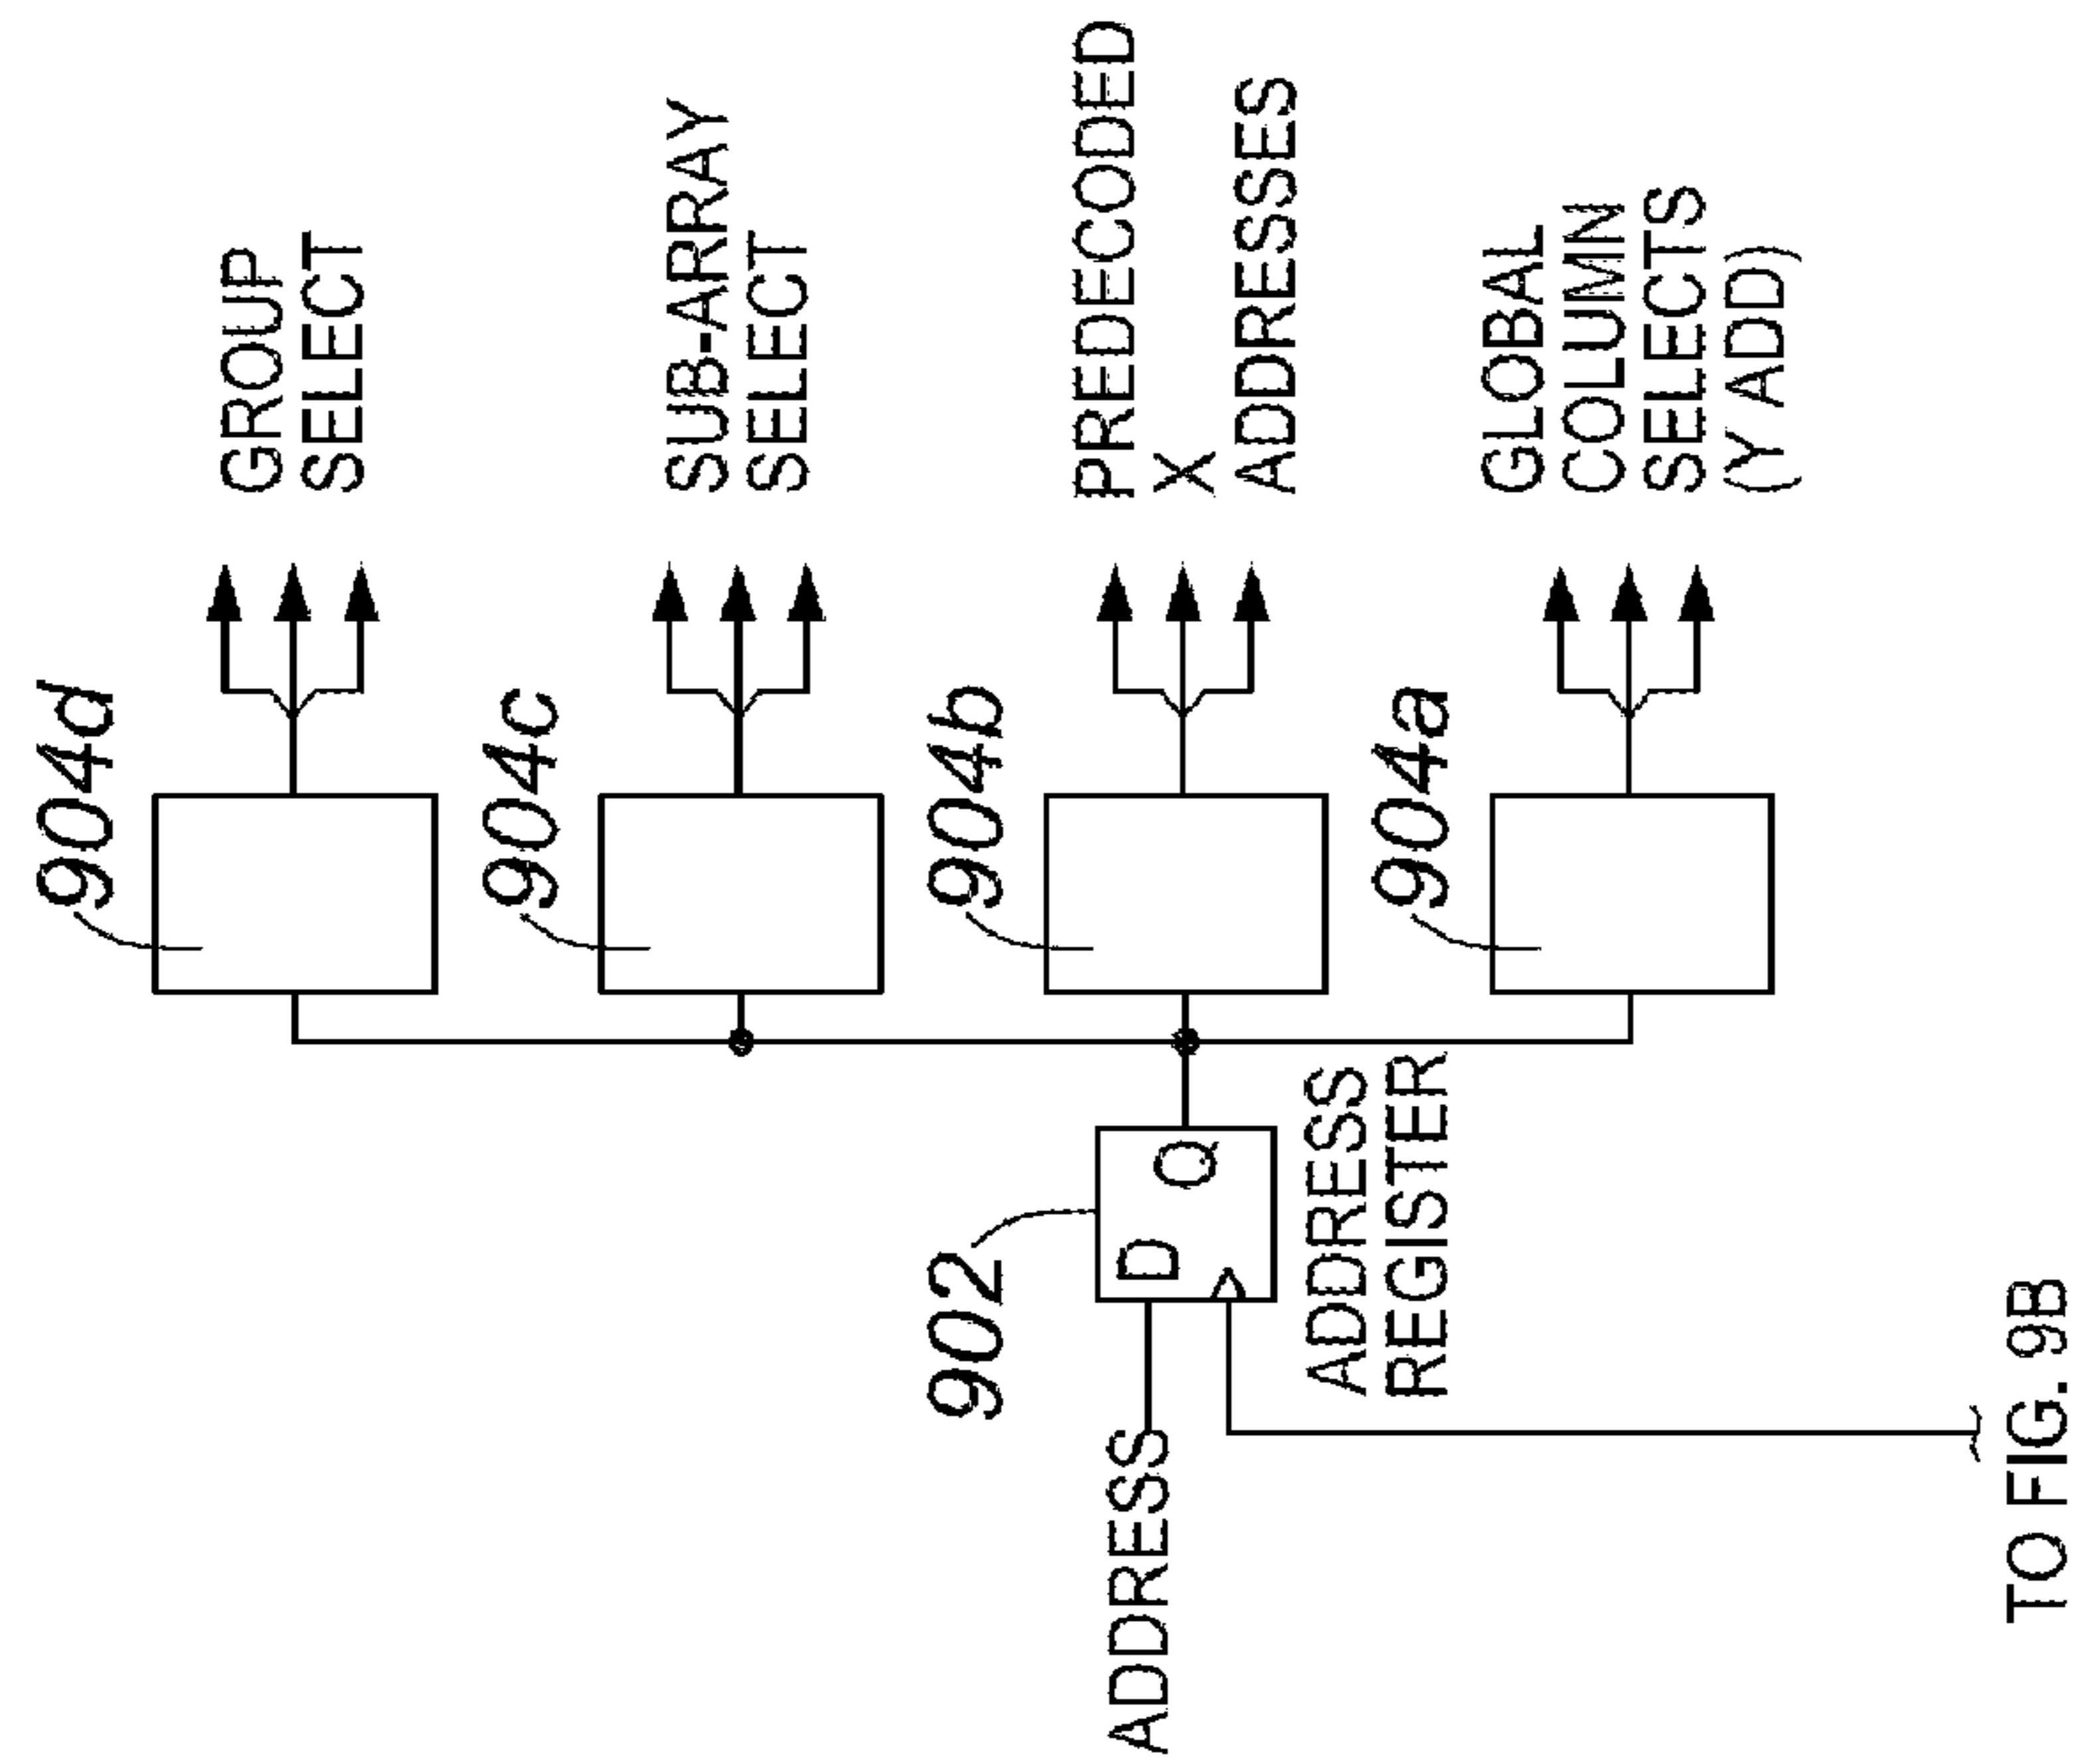 904d
GROUP
SELECT
904c
SUB-ARRAY
SELECT
902
904b
PREDECODED
X
ADDRESSES
ADDRESS
D
Q
ADDRESS
REGISTER
904a
GLOBAL
COLUMN
SELECTS
(Y ADD)
TO FIG. 9B